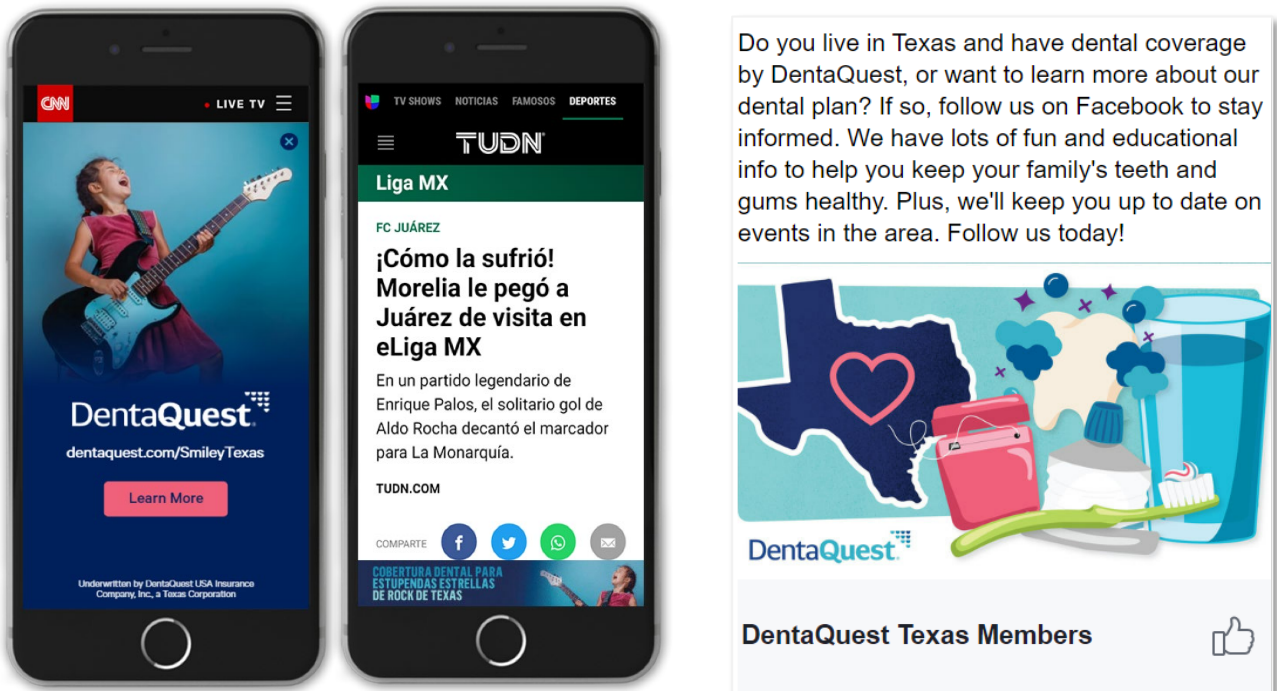 CNN
LIVE TV
DentaQuest
dentaquest.com/SmileyTexas
Learn More
Underwritten by DentaQuest USA Insurance
Company, Inc., a Texas Corporation
TV SHOWS NOTICIAS FAMOSOS DEPORTES
TUDN
Liga MX
FC JUÁREZ
¡Cómo la sufrió!
Morelia le pegó a
Juárez de visita en
eLiga MX
En un partido legendario de
Enrique Palos, el solitario gol de
Aldo Rocha decantó el marcador
para La Monarquía.
TUDN.COM
COMPARTE
COBERTURA DENTAL PARA
ESTUPENDAS ESTRELLAS
DE ROCK DE TEXAS
Do you live in Texas and have dental coverage
by DentaQuest, or want to learn more about our
dental plan? If so, follow us on Facebook to stay
informed. We have lots of fun and educational
info to help you keep your family's teeth and
gums healthy. Plus, we'll keep you up to date on
events in the area. Follow us today!
DentaQuest
DentaQuest Texas Members